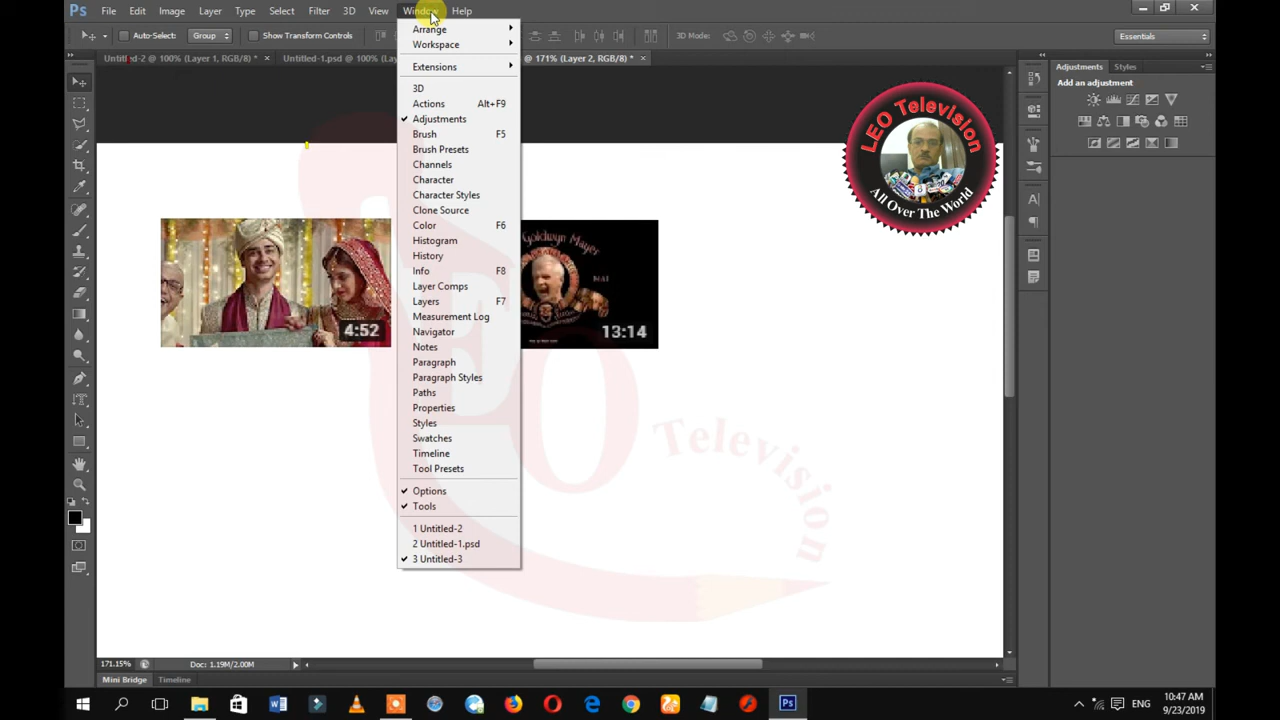 Ps File Edit Image Layer Type Select Filter 3D View Window Help
Auto-Select: Group Show Transform Controls 3D Mode: Essentials
Untitled-2 @ 100% (Layer 1, RGB/8) * × Untitled-1.psd @ 100% (Layer @ 171% (Layer 2, RGB/8) * ×
Arrange
Workspace
Extensions
3D
Actions Alt+F9
Adjustments
Brush F5
Brush Presets
Channels
Character
Character Styles
Clone Source
Color F6
Histogram
History
Info F8
Layer Comps
Layers F7
Measurement Log
Navigator
Notes
Paragraph
Paragraph Styles
Paths
Properties
Styles
Swatches
Timeline
Tool Presets
Options
Tools
1 Untitled-2
2 Untitled-1.psd
3 Untitled-3
Adjustments Styles
Add an adjustment
LEO Television
All Over The World
4:52
Goldwyn Mayer
13:14
EO
Television
171.15% Doc: 1.19M/2.00M
Mini Bridge Timeline
ENG
10:47 AM
9/23/2019